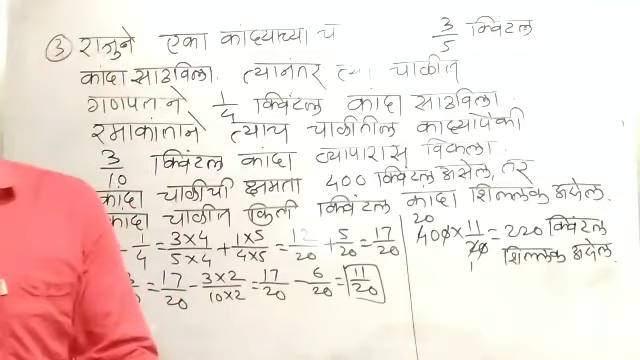 ③ राजुने एका कांद्याच्या च 3/5 क्विंटल
कांदा साठविला. त्यानंतर त्या चाळीत
गणपतने 1/4 क्विंटल कांदा साठविला
रमाकांताने त्याच चाळीतील कांद्यापैकी
3/10 क्विंटल कांदा व्यापारास विकला.
कांदा चाळीची क्षमता 400 क्विंटल असेल, तर
कांदा चाळीत किती क्विंटल कांदा शिल्लक असेल.
1/4 = 3×4/5×4 + 1×5/4×5 = 12/20 + 5/20 = 17/20
= 17/20 - 3×2/10×2 = 17/20 - 6/20 = 11/20
20
400 × 11/20 = 220 क्विंटल
1
शिल्लक असेल.